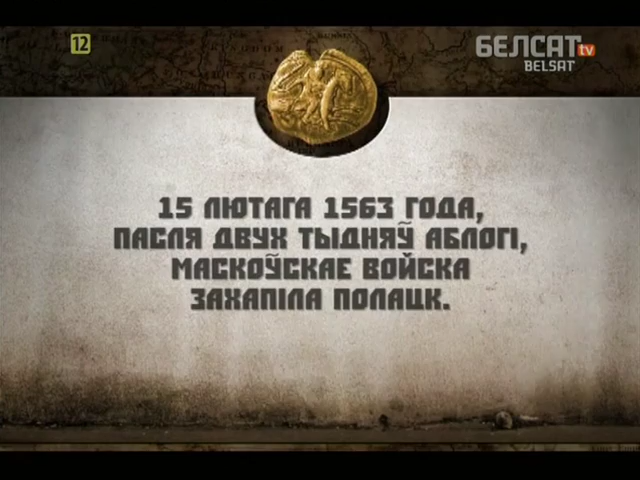 12
БЕЛСАТ tv
BELSAT
15 ЛЮТАГА 1563 ГОДА,
ПАСЛЯ ДВУХ ТЫДНЯЎ АБЛОГІ,
МАСКОЎСКАЕ ВОЙСКА
ЗАХАПІЛА ПОЛАЦК.